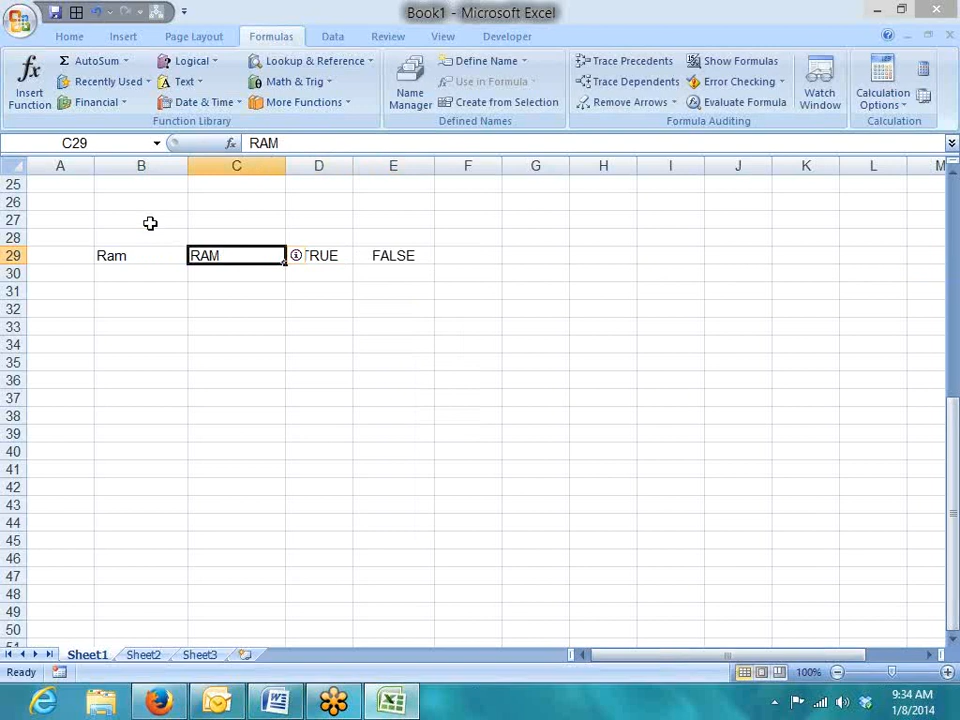 Book1 - Microsoft Excel
Home Insert Page Layout Formulas Data Review View Developer
fx Insert Function
Σ AutoSum
Recently Used
Financial
Logical
Text
Date & Time
Lookup & Reference
Math & Trig
More Functions
Function Library
Name Manager
Define Name
Use in Formula
Create from Selection
Defined Names
Trace Precedents
Trace Dependents
Remove Arrows
Show Formulas
Error Checking
Evaluate Formula
Formula Auditing
Watch Window
Calculation Options
Calculation
C29 fx RAM
A B C D E F G H I J K L M
25
26
27
28
29 Ram RAM TRUE FALSE
30
31
32
33
34
35
36
37
38
39
40
41
42
43
44
45
46
47
48
49
50
51
Sheet1 Sheet2 Sheet3
Ready 100%
9:34 AM
1/8/2014